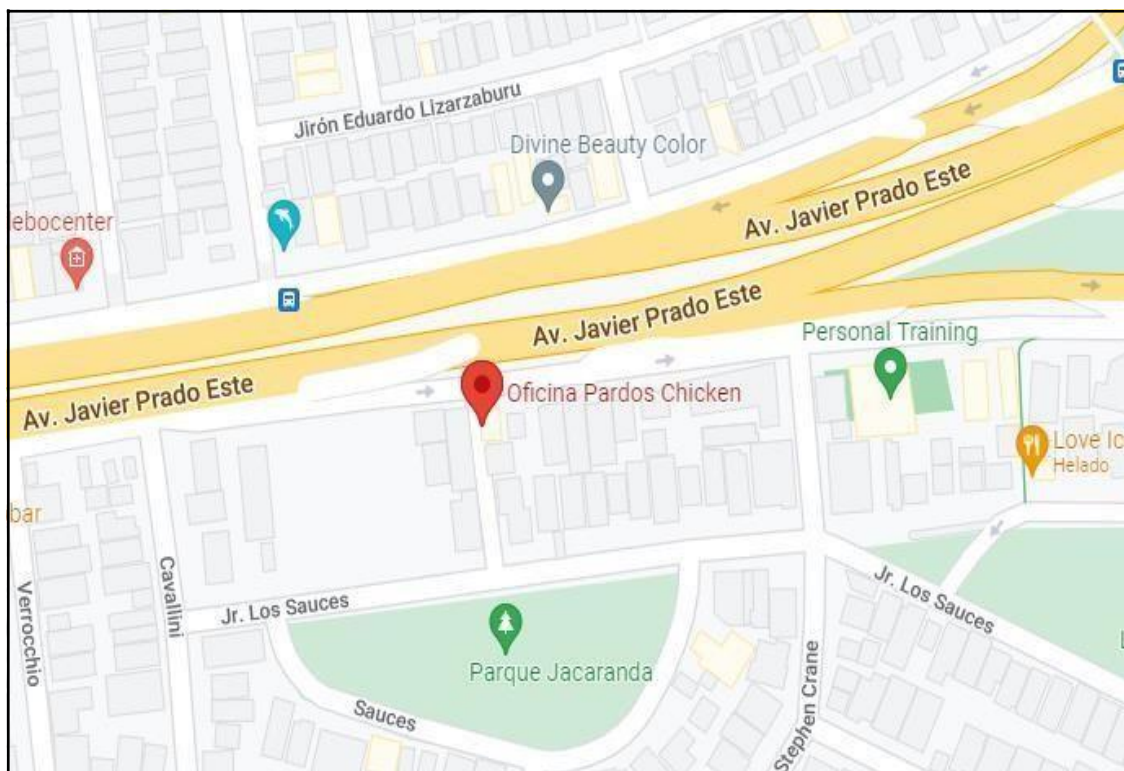 Jirón Eduardo Lizarzaburu
Divine Beauty Color
Av. Javier Prado Este
lebocenter
Av. Javier Prado Este
Personal Training
Av. Javier Prado Este
Oficina Pardos Chicken
Love Ic
Helado
bar
Verrocchio
Cavallini
Jr. Los Sauces
Jr. Los Sauces
Parque Jacaranda
Sauces
Stephen Crane
L